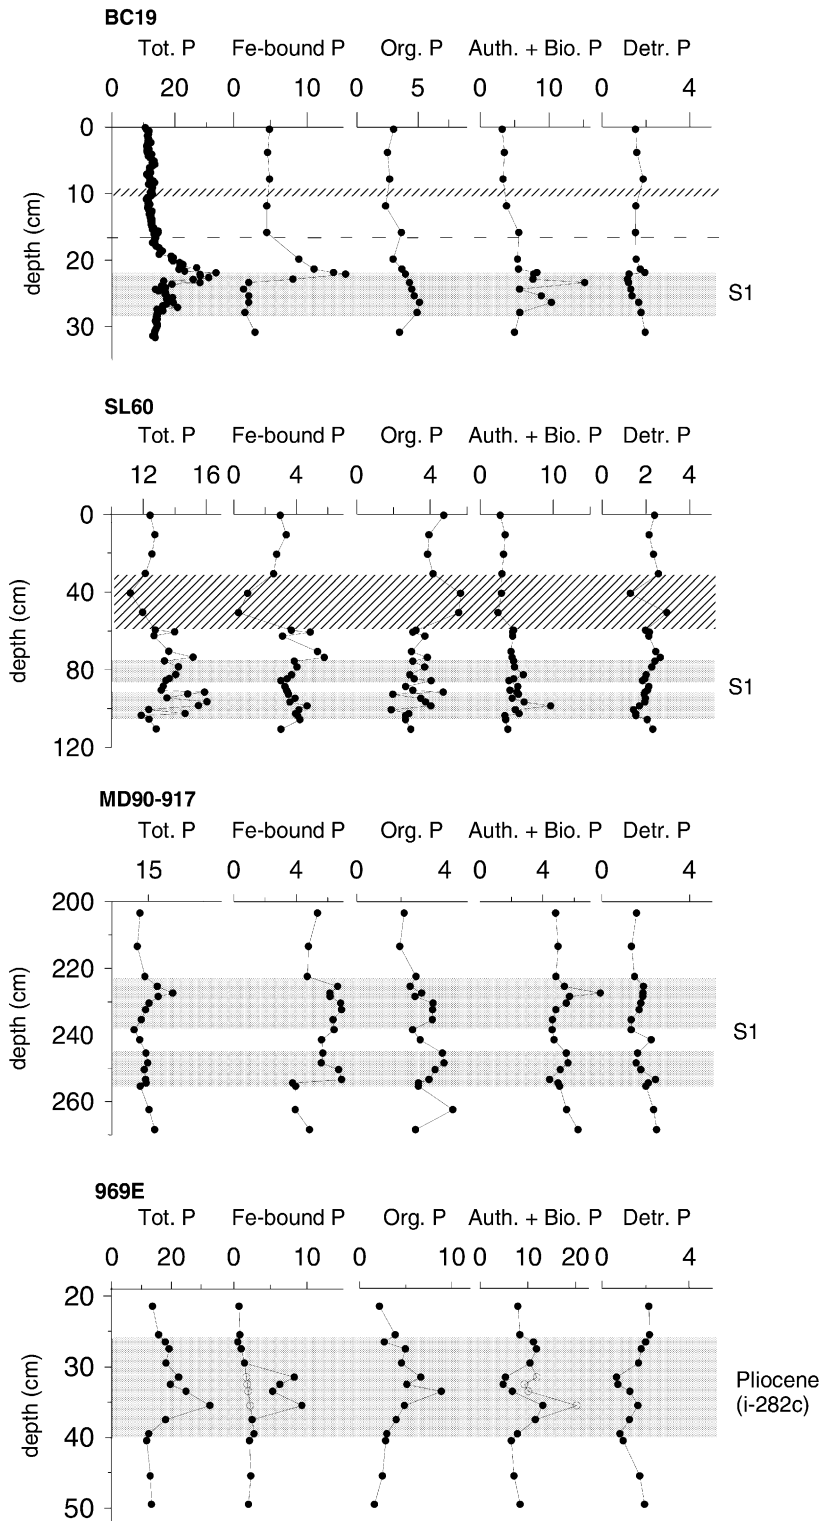 BC19
Tot. P Fe-bound P Org. P Auth. + Bio. P Detr. P
0 20 0 10 0 5 0 10 0 4
0
10
20
30
depth (cm)
S1
SL60
Tot. P Fe-bound P Org. P Auth. + Bio. P Detr. P
12 16 0 4 0 4 0 10 0 2 4
0
40
80
120
depth (cm)
S1
MD90-917
Tot. P Fe-bound P Org. P Auth. + Bio. P Detr. P
15 0 4 0 4 0 4 0 4
200
220
240
260
depth (cm)
S1
969E
Tot. P Fe-bound P Org. P Auth. + Bio. P Detr. P
0 20 0 10 0 10 0 10 20 0 4
20
30
40
50
depth (cm)
Pliocene
(i-282c)